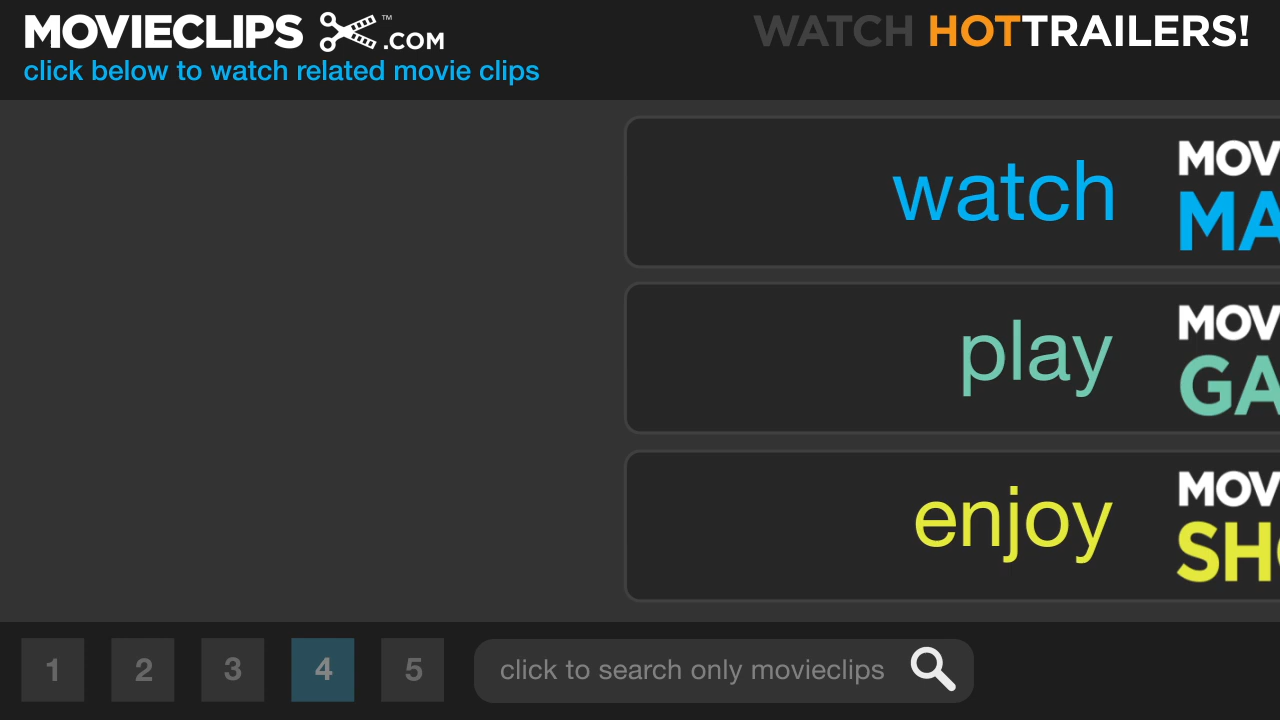 MOVIECLIPS ™ .COM
click below to watch related movie clips
WATCH HOTTRAILERS!
watch
MOV
MA
play
MOV
GA
enjoy
MOV
SH
1 2 3 4 5
click to search only movieclips